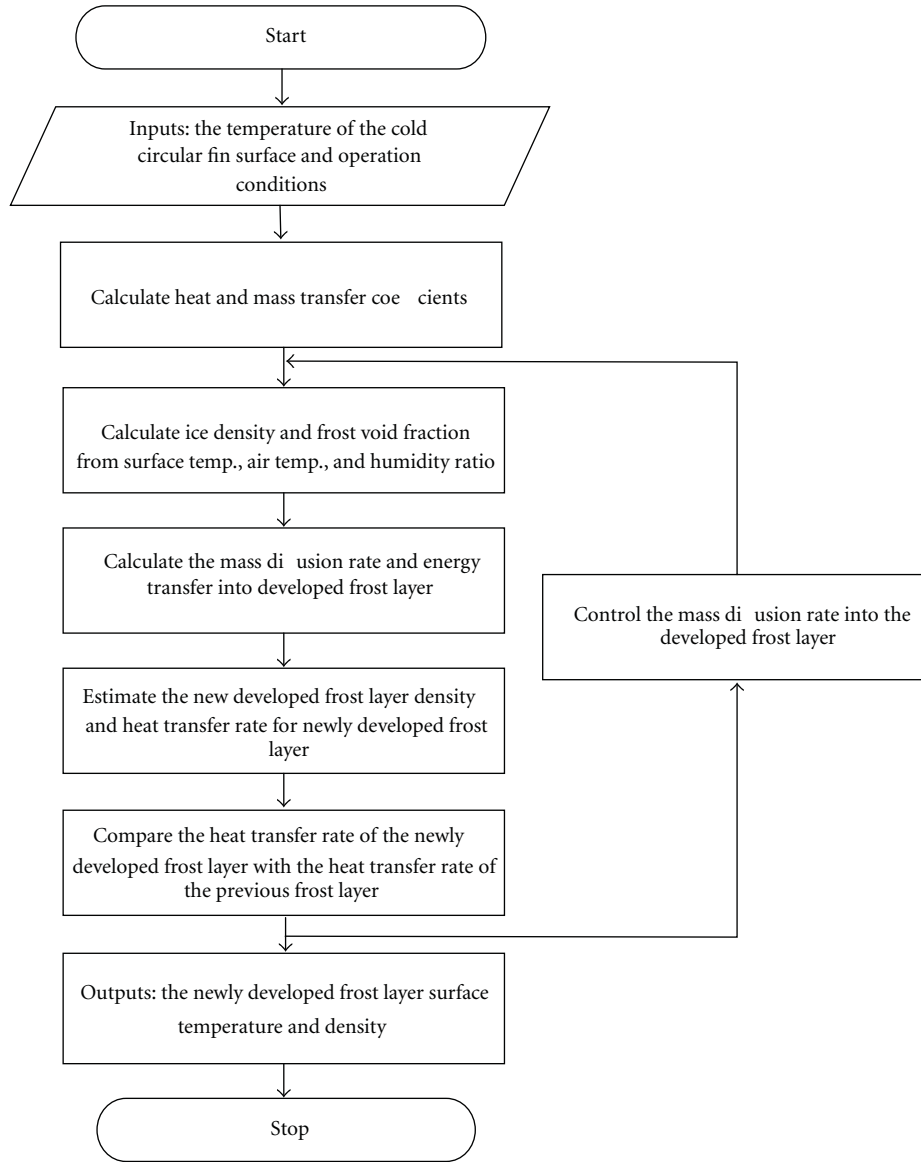 Start
Inputs: the temperature of the cold
circular fin surface and operation
conditions
Calculate heat and mass transfer coe cients
Calculate ice density and frost void fraction
from surface temp., air temp., and humidity ratio
Calculate the mass di usion rate and energy
transfer into developed frost layer
Control the mass di usion rate into the
developed frost layer
Estimate the new developed frost layer density
and heat transfer rate for newly developed frost
layer
Compare the heat transfer rate of the newly
developed frost layer with the heat transfer rate of
the previous frost layer
Outputs: the newly developed frost layer surface
temperature and density
Stop